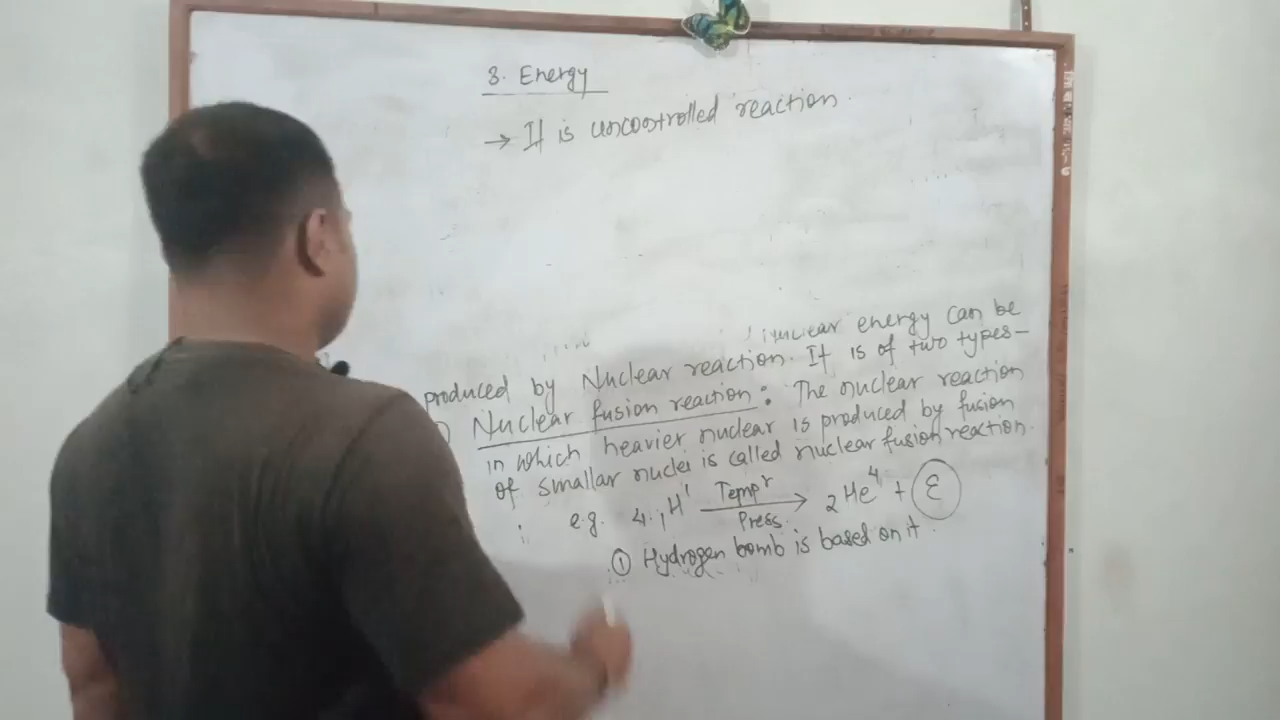 3. Energy
→ It is uncontrolled reaction.
nuclear energy can be
produced by Nuclear reaction. It is of two types-
Nuclear fusion reaction: The nuclear reaction
in which heavier nuclear is produced by fusion
of smallar nuclei is called nuclear fusion reaction.
e.g. 4. ₁H¹ Tempʳ Press. → ₂He⁴ + E
① Hydrogen bomb is based on it.